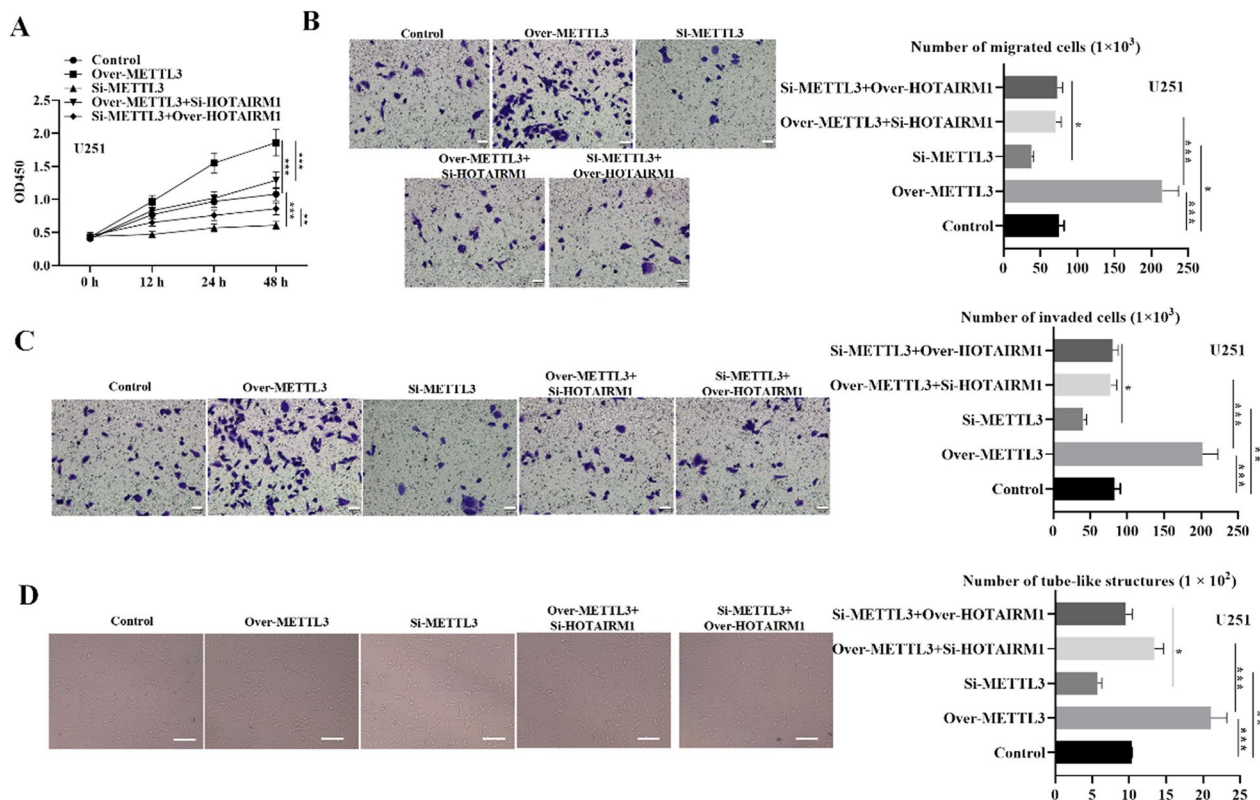 A
Control
Over-METTL3
Si-METTL3
Over-METTL3+Si-HOTAIRM1
Si-METTL3+Over-HOTAIRM1
U251
OD450
2.5
2.0
1.5
1.0
0.5
0.0
0 h
12 h
24 h
48 h
***
***
***
**
B
Control
Over-METTL3
Si-METTL3
Over-METTL3+
Si-HOTAIRM1
Si-METTL3+
Over-HOTAIRM1
Number of migrated cells (1×10³)
U251
Si-METTL3+Over-HOTAIRM1
Over-METTL3+Si-HOTAIRM1
Si-METTL3
Over-METTL3
Control
*
***
***
*
0 50 100 150 200 250
C
Control
Over-METTL3
Si-METTL3
Over-METTL3+
Si-HOTAIRM1
Si-METTL3+
Over-HOTAIRM1
Number of invaded cells (1×10³)
U251
Si-METTL3+Over-HOTAIRM1
Over-METTL3+Si-HOTAIRM1
Si-METTL3
Over-METTL3
Control
*
***
***
**
0 50 100 150 200 250
D
Control
Over-METTL3
Si-METTL3
Over-METTL3+
Si-HOTAIRM1
Si-METTL3+
Over-HOTAIRM1
Number of tube-like structures (1 × 10²)
U251
Si-METTL3+Over-HOTAIRM1
Over-METTL3+Si-HOTAIRM1
Si-METTL3
Over-METTL3
Control
*
***
***
**
0 5 10 15 20 25